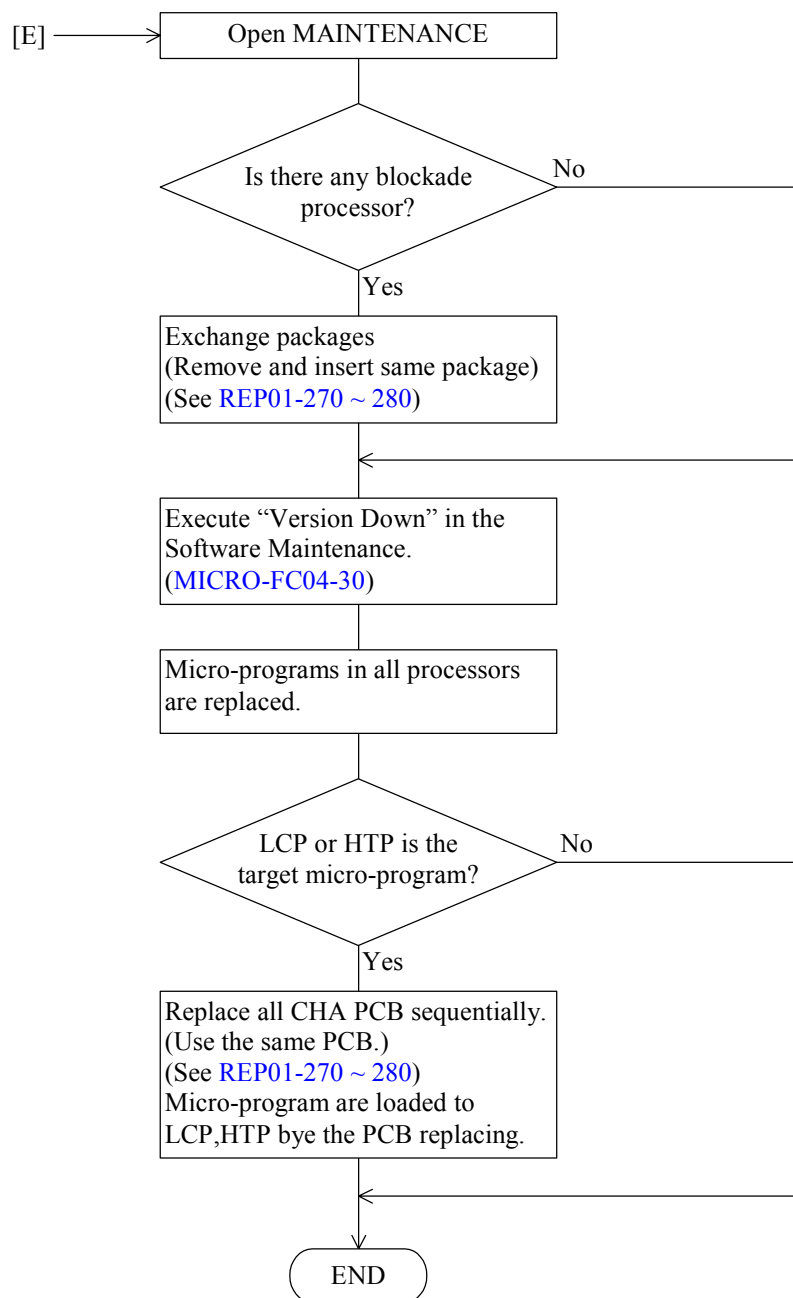 [E]
Open MAINTENANCE
Is there any blockade
processor?
No
Yes
Exchange packages
(Remove and insert same package)
(See REP01-270 ~ 280)
Execute “Version Down” in the
Software Maintenance.
(MICRO-FC04-30)
Micro-programs in all processors
are replaced.
LCP or HTP is the
target micro-program?
No
Yes
Replace all CHA PCB sequentially.
(Use the same PCB.)
(See REP01-270 ~ 280)
Micro-program are loaded to
LCP,HTP bye the PCB replacing.
END